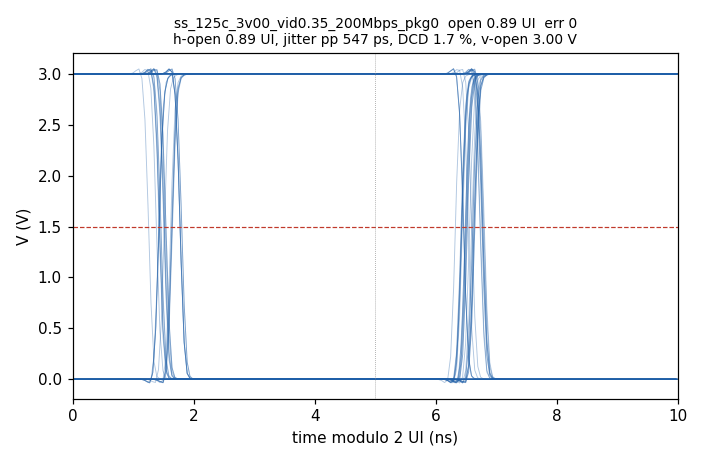 ss_125c_3v00_vid0.35_200Mbps_pkg0  open 0.89 UI  err 0
h-open 0.89 UI, jitter pp 547 ps, DCD 1.7 %, v-open 3.00 V
3.0
2.5
2.0
1.5
1.0
0.5
0.0
V (V)
0 2 4 6 8 10
time modulo 2 UI (ns)